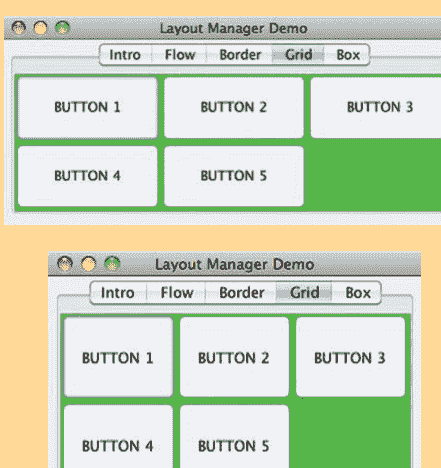 Layout Manager Demo
Intro Flow Border Grid Box
BUTTON 1 BUTTON 2 BUTTON 3
BUTTON 4 BUTTON 5
Layout Manager Demo
Intro Flow Border Grid Box
BUTTON 1 BUTTON 2 BUTTON 3
BUTTON 4 BUTTON 5